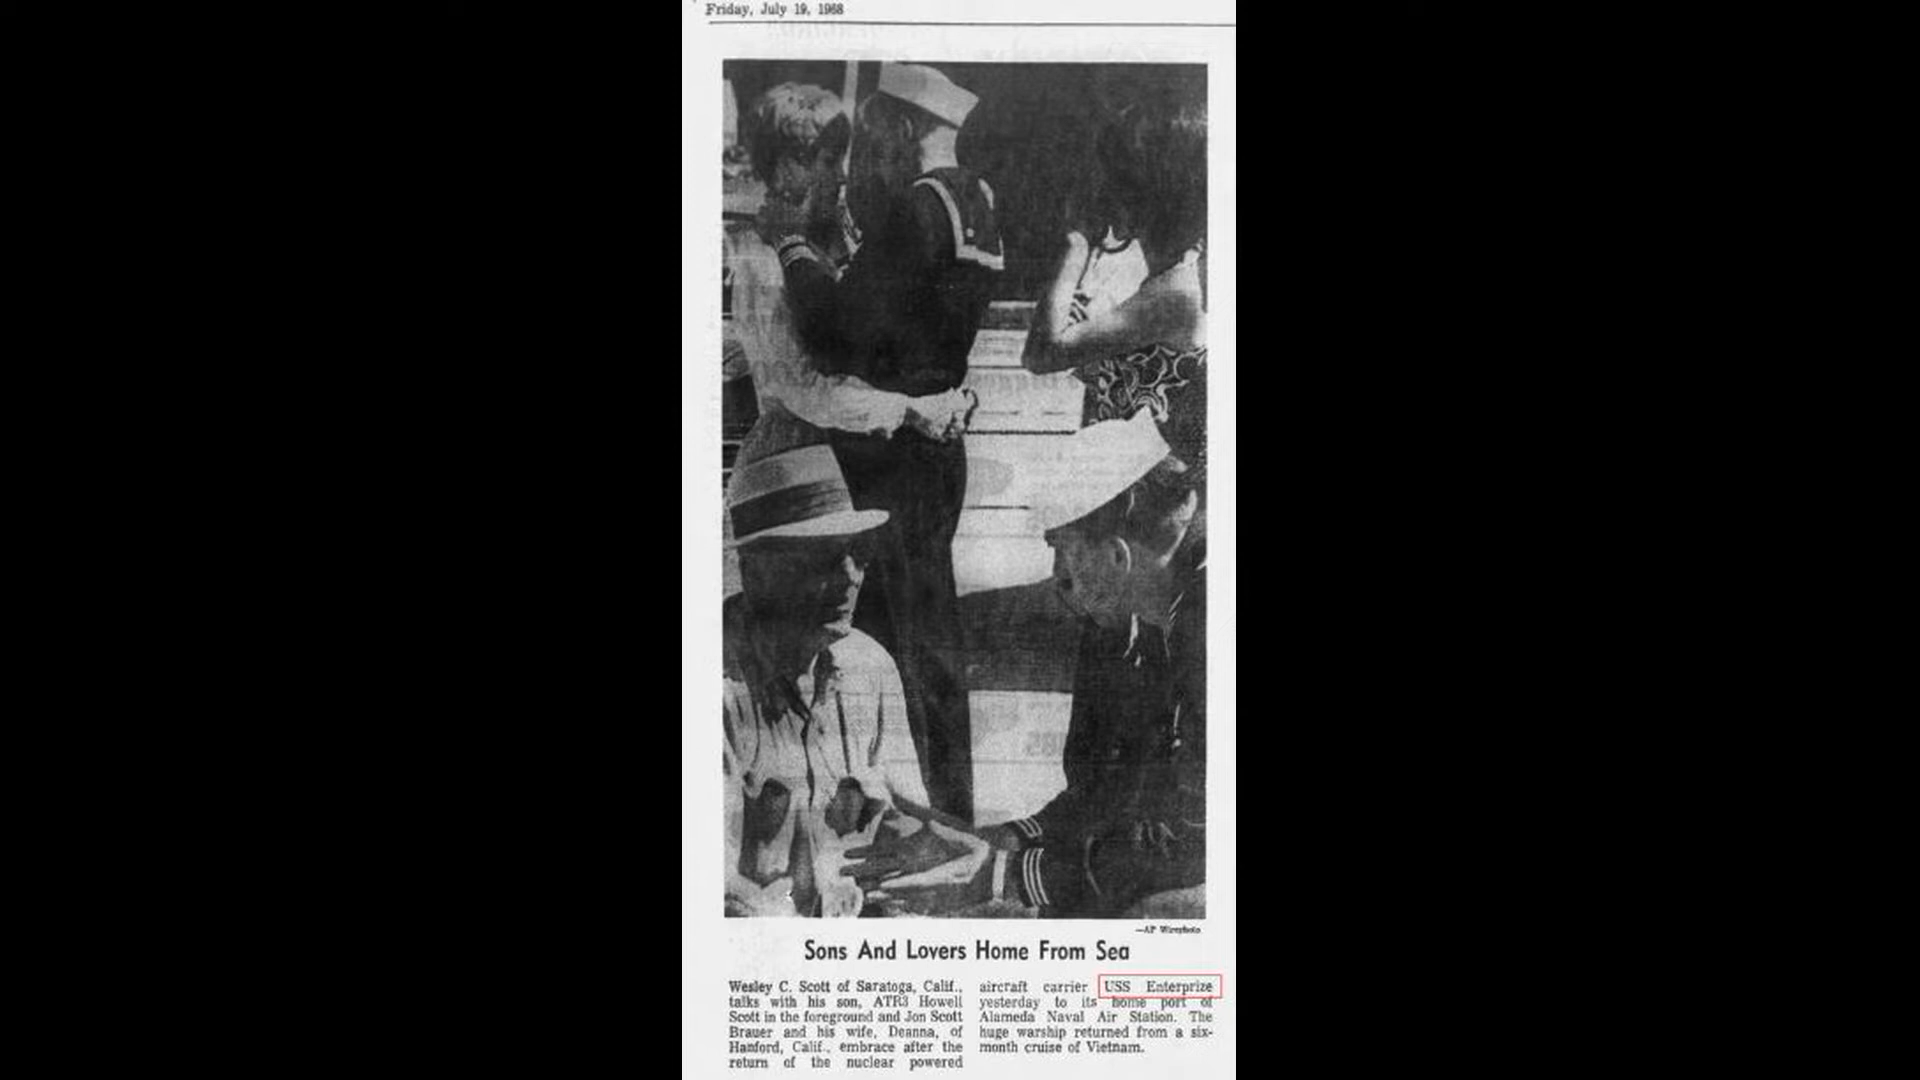 Friday, July 19, 1968
—AP Wirephoto
Sons And Lovers Home From Sea
Wesley C. Scott of Saratoga, Calif.,
talks with his son, ATR3 Howell
Scott in the foreground and Jon Scott
Brauer and his wife, Deanna, of
Hanford, Calif., embrace after the
return of the nuclear powered
aircraft carrier USS Enterprize
yesterday to its home port of
Alameda Naval Air Station. The
huge warship returned from a six-
month cruise of Vietnam.